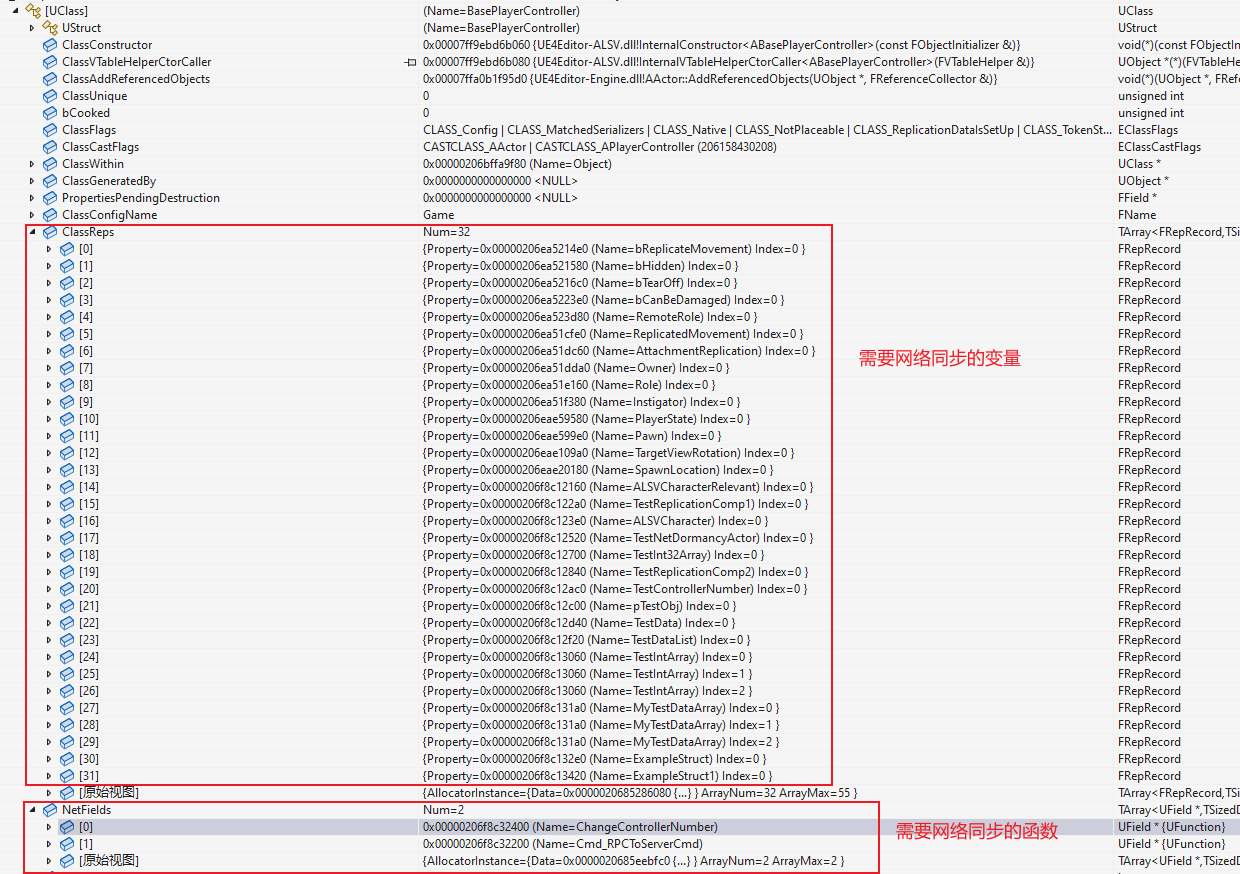 [UClass] (Name=BasePlayerController) UClass
UStruct (Name=BasePlayerController) UStruct
ClassConstructor 0x00007ff9ebd6b060 {UE4Editor-ALSV.dll!InternalConstructor<ABasePlayerController>(const FObjectInitializer &)} void(*)(const FObjectIn
ClassVTableHelperCtorCaller 0x00007ff9ebd6b080 {UE4Editor-ALSV.dll!InternalVTableHelperCtorCaller<ABasePlayerController>(FVTableHelper &)} UObject *(*)(FVTableHe
ClassAddReferencedObjects 0x00007ffa0b1f95d0 {UE4Editor-Engine.dll!AActor::AddReferencedObjects(UObject *, FReferenceCollector &)} void(*)(UObject *, FRefe
ClassUnique 0 unsigned int
bCooked 0 unsigned int
ClassFlags CLASS_Config | CLASS_MatchedSerializers | CLASS_Native | CLASS_NotPlaceable | CLASS_ReplicationDataIsSetUp | CLASS_TokenSt... EClassFlags
ClassCastFlags CASTCLASS_AActor | CASTCLASS_APlayerController (206158430208) EClassCastFlags
ClassWithin 0x00000206bffa9f80 (Name=Object) UClass *
ClassGeneratedBy 0x0000000000000000 <NULL> UObject *
PropertiesPendingDestruction 0x0000000000000000 <NULL> FField *
ClassConfigName Game FName
ClassReps Num=32 TArray<FRepRecord,TSi
[0] {Property=0x00000206ea5214e0 (Name=bReplicateMovement) Index=0 } FRepRecord
[1] {Property=0x00000206ea521580 (Name=bHidden) Index=0 } FRepRecord
[2] {Property=0x00000206ea5216c0 (Name=bTearOff) Index=0 } FRepRecord
[3] {Property=0x00000206ea5223e0 (Name=bCanBeDamaged) Index=0 } FRepRecord
[4] {Property=0x00000206ea523d80 (Name=RemoteRole) Index=0 } FRepRecord
[5] {Property=0x00000206ea51cfe0 (Name=ReplicatedMovement) Index=0 } FRepRecord
[6] {Property=0x00000206ea51dc60 (Name=AttachmentReplication) Index=0 } FRepRecord
需要网络同步的变量
[7] {Property=0x00000206ea51dda0 (Name=Owner) Index=0 } FRepRecord
[8] {Property=0x00000206ea51e160 (Name=Role) Index=0 } FRepRecord
[9] {Property=0x00000206ea51f380 (Name=Instigator) Index=0 } FRepRecord
[10] {Property=0x00000206eae59580 (Name=PlayerState) Index=0 } FRepRecord
[11] {Property=0x00000206eae599e0 (Name=Pawn) Index=0 } FRepRecord
[12] {Property=0x00000206eae109a0 (Name=TargetViewRotation) Index=0 } FRepRecord
[13] {Property=0x00000206eae20180 (Name=SpawnLocation) Index=0 } FRepRecord
[14] {Property=0x00000206f8c12160 (Name=ALSVCharacterRelevant) Index=0 } FRepRecord
[15] {Property=0x00000206f8c122a0 (Name=TestReplicationComp1) Index=0 } FRepRecord
[16] {Property=0x00000206f8c123e0 (Name=ALSVCharacter) Index=0 } FRepRecord
[17] {Property=0x00000206f8c12520 (Name=TestNetDormancyActor) Index=0 } FRepRecord
[18] {Property=0x00000206f8c12700 (Name=TestInt32Array) Index=0 } FRepRecord
[19] {Property=0x00000206f8c12840 (Name=TestReplicationComp2) Index=0 } FRepRecord
[20] {Property=0x00000206f8c12ac0 (Name=TestControllerNumber) Index=0 } FRepRecord
[21] {Property=0x00000206f8c12c00 (Name=pTestObj) Index=0 } FRepRecord
[22] {Property=0x00000206f8c12d40 (Name=TestData) Index=0 } FRepRecord
[23] {Property=0x00000206f8c12f20 (Name=TestDataList) Index=0 } FRepRecord
[24] {Property=0x00000206f8c13060 (Name=TestIntArray) Index=0 } FRepRecord
[25] {Property=0x00000206f8c13060 (Name=TestIntArray) Index=1 } FRepRecord
[26] {Property=0x00000206f8c13060 (Name=TestIntArray) Index=2 } FRepRecord
[27] {Property=0x00000206f8c131a0 (Name=MyTestDataArray) Index=0 } FRepRecord
[28] {Property=0x00000206f8c131a0 (Name=MyTestDataArray) Index=1 } FRepRecord
[29] {Property=0x00000206f8c131a0 (Name=MyTestDataArray) Index=2 } FRepRecord
[30] {Property=0x00000206f8c132e0 (Name=ExampleStruct) Index=0 } FRepRecord
[31] {Property=0x00000206f8c13420 (Name=ExampleStruct1) Index=0 } FRepRecord
[原始视图] {AllocatorInstance={Data=0x0000020685286080 {...} } ArrayNum=32 ArrayMax=55 } TArray<FRepRecord,TSi
NetFields Num=2 TArray<UField *,TSizedD
[0] 0x00000206f8c32400 (Name=ChangeControllerNumber) UField * {UFunction}
需要网络同步的函数
[1] 0x00000206f8c32200 (Name=Cmd_RPCToServerCmd) UField * {UFunction}
[原始视图] {AllocatorInstance={Data=0x0000020685eebfc0 {...} } ArrayNum=2 ArrayMax=2 } TArray<UField *,TSizedD